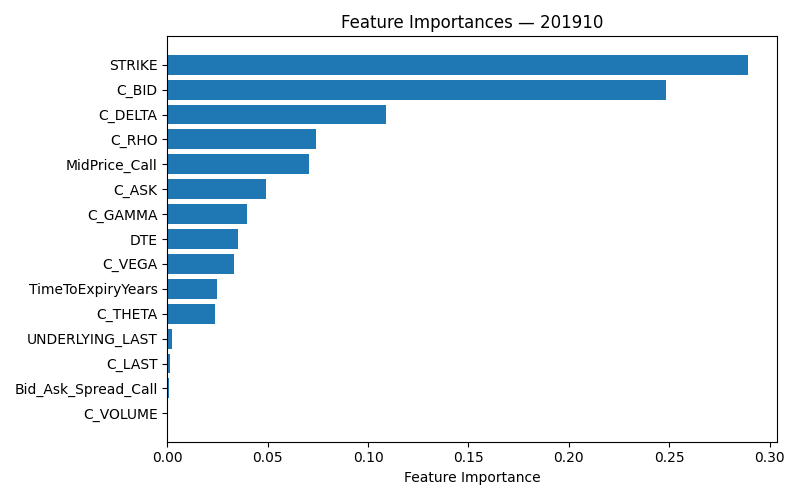 Feature Importances — 201910
STRIKE
C_BID
C_DELTA
C_RHO
MidPrice_Call
C_ASK
C_GAMMA
DTE
C_VEGA
TimeToExpiryYears
C_THETA
UNDERLYING_LAST
C_LAST
Bid_Ask_Spread_Call
C_VOLUME
0.00 0.05 0.10 0.15 0.20 0.25 0.30
Feature Importance